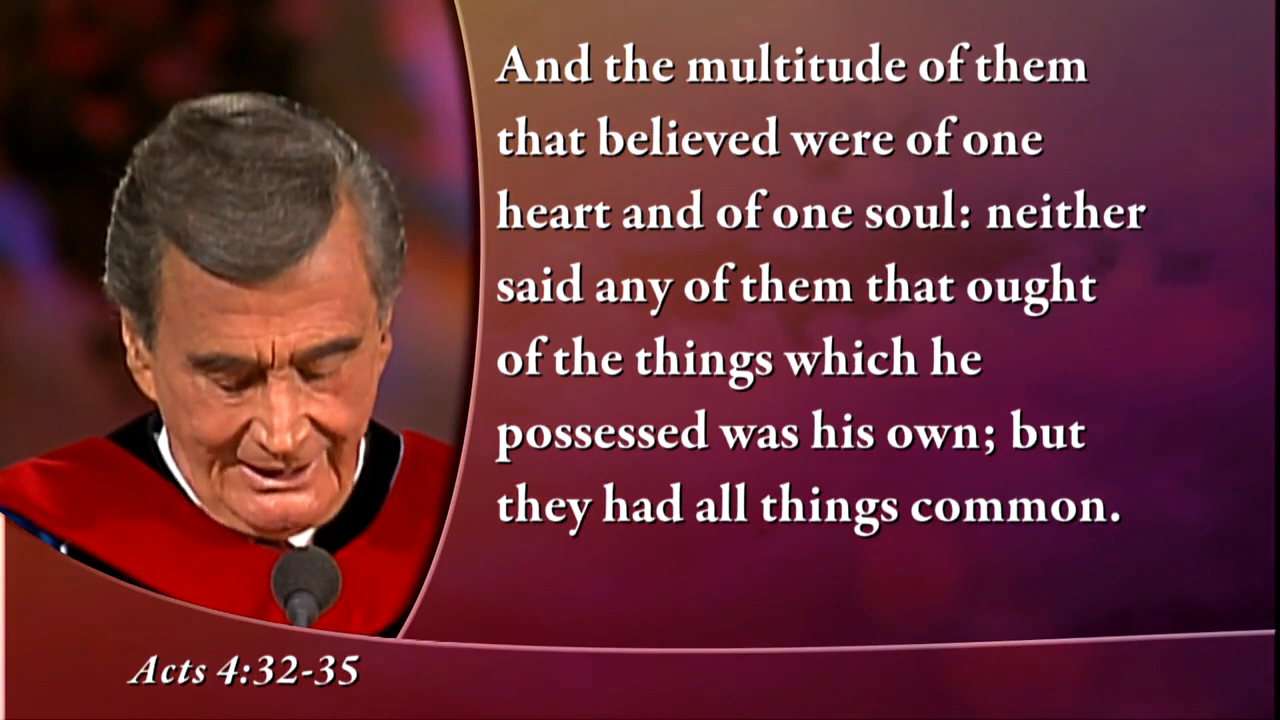 And the multitude of them
that believed were of one
heart and of one soul: neither
said any of them that ought
of the things which he
possessed was his own; but
they had all things common.
Acts 4:32-35